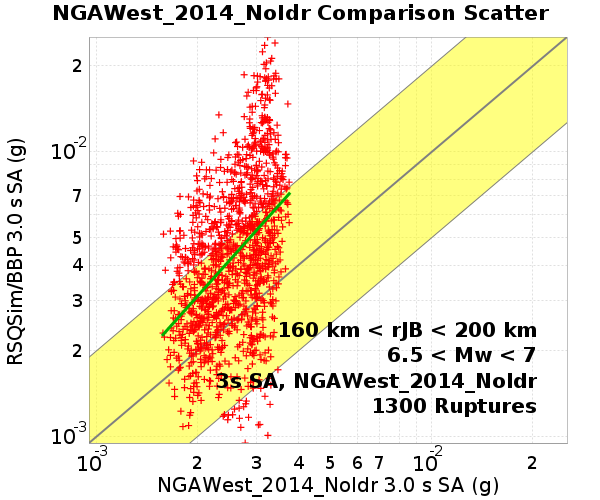 NGAWest_2014_NoIdr Comparison Scatter
RSQSim/BBP 3.0 s SA (g)
2
10-2
7
5
4
3
2
10-3
160 km < rJB < 200 km
6.5 < Mw < 7
3s SA, NGAWest_2014_NoIdr
1300 Ruptures
10-3 2 3 4 5 6 7 10-2 2
NGAWest_2014_NoIdr 3.0 s SA (g)